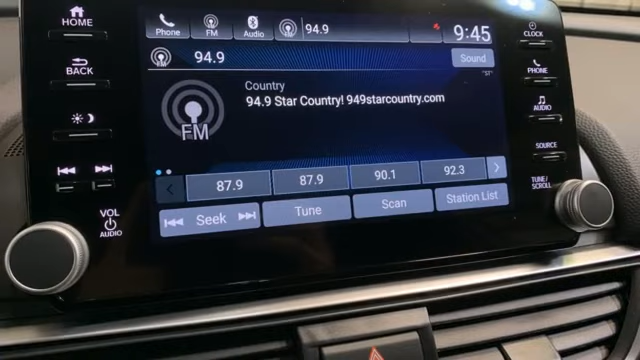 HOME
BACK
VOL
AUDIO
Phone
FM
Audio
94.9
9:45
FM
94.9
Sound
ST
Country
94.9 Star Country! 949starcountry.com
FM
87.9 87.9 90.1 92.3
Seek Tune Scan Station List
CLOCK
PHONE
AUDIO
SOURCE
TUNE/
SCROLL